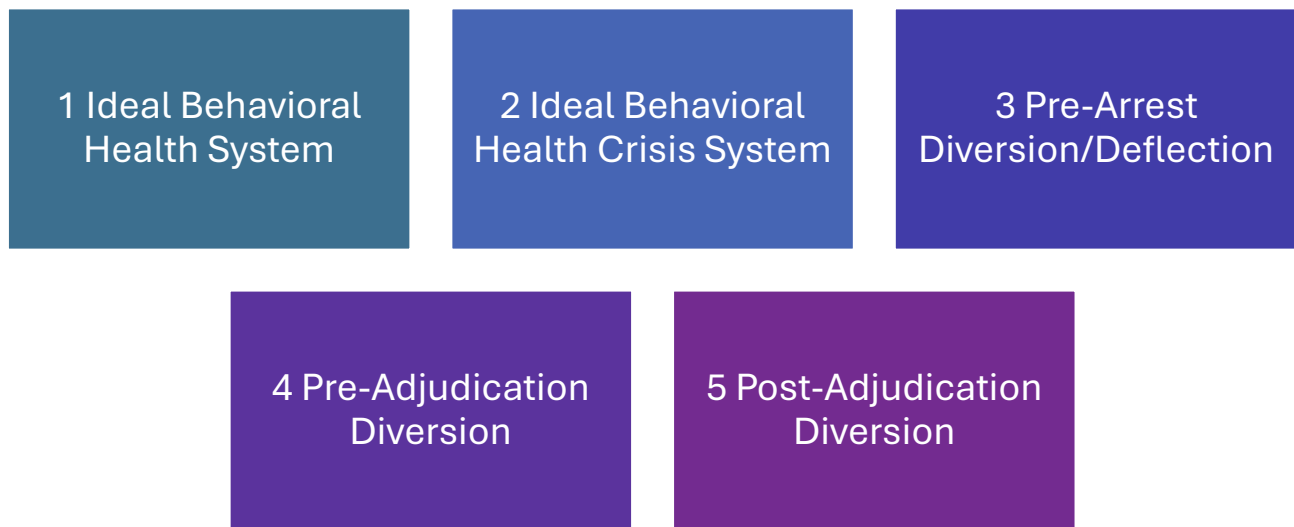 1 Ideal Behavioral
Health System
2 Ideal Behavioral
Health Crisis System
3 Pre-Arrest
Diversion/Deflection
4 Pre-Adjudication
Diversion
5 Post-Adjudication
Diversion